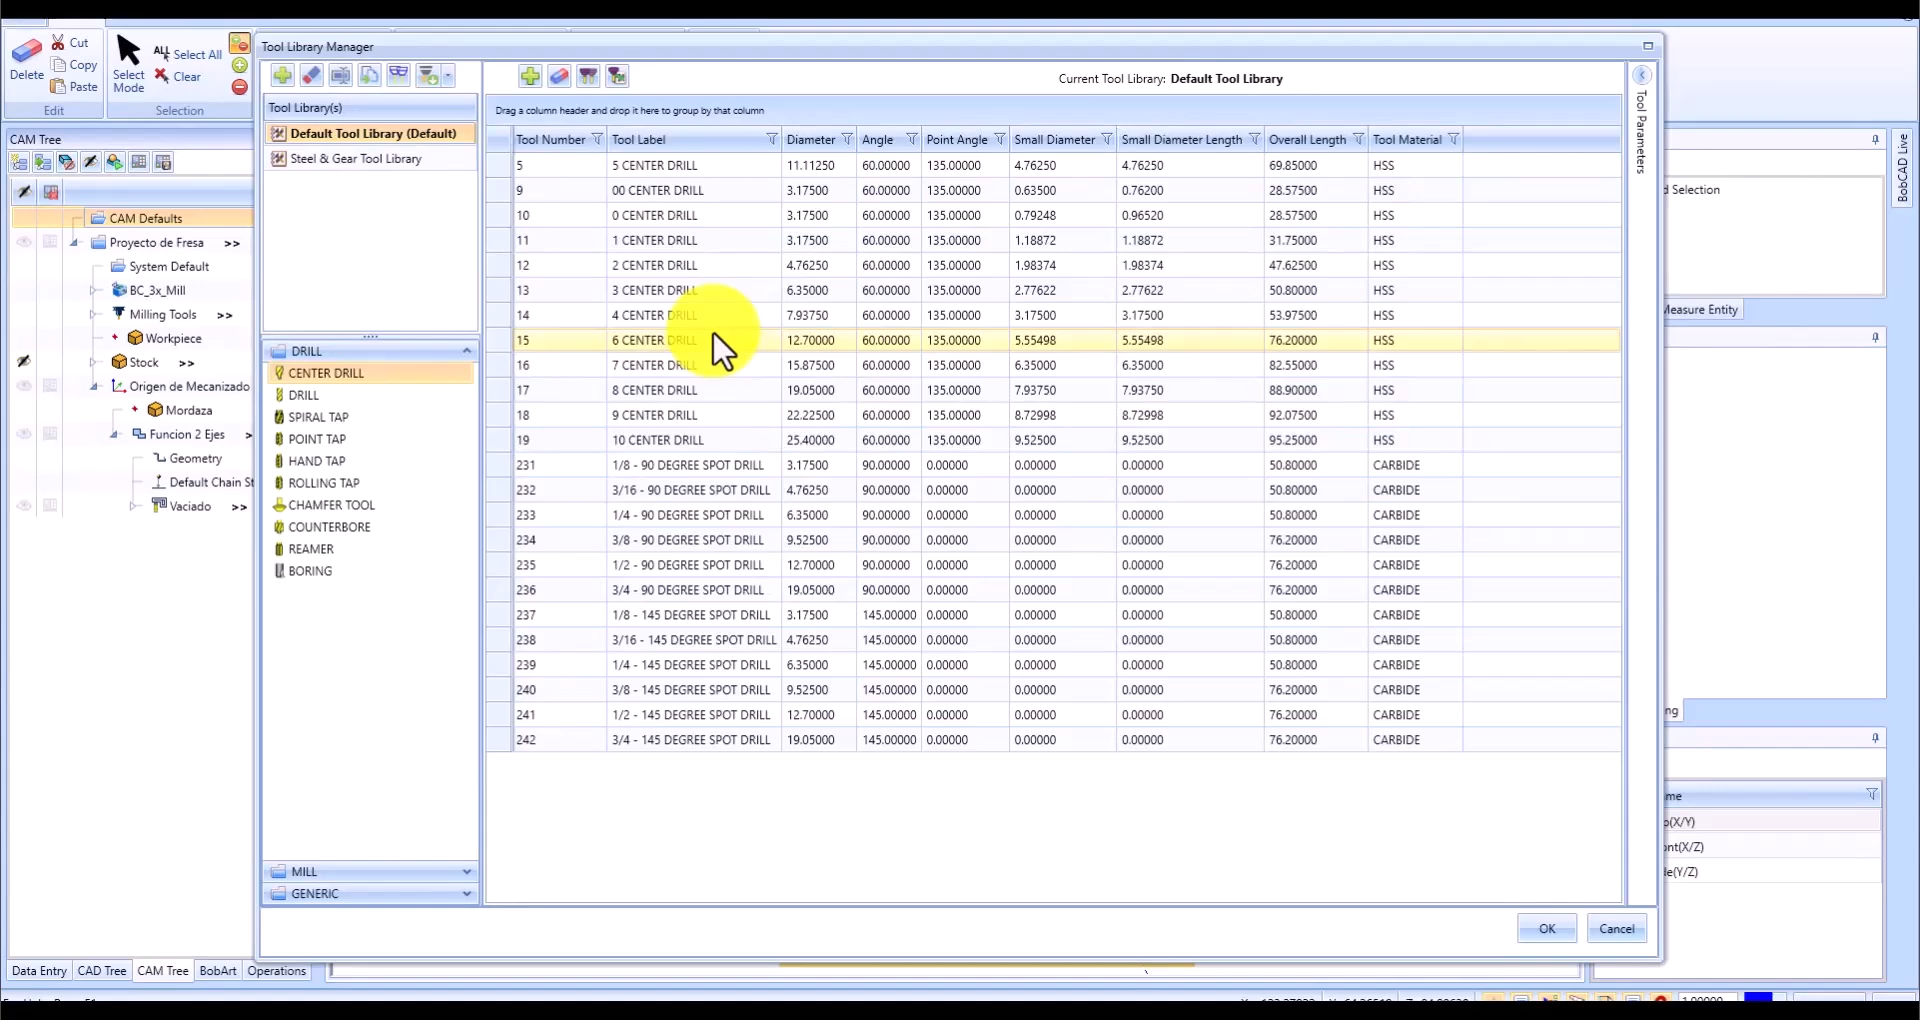 Delete
Cut
Copy
Paste
Edit
Select
Mode
ALL Select All
Clear
Selection
CAM Tree
CAM Defaults
Proyecto de Fresa >>
System Default
BC_3x_Mill
Milling Tools >>
Workpiece
Stock >>
Origen de Mecanizado
Mordaza
Funcion 2 Ejes >
Geometry
Default Chain St
Vaciado >>
Data Entry CAD Tree CAM Tree BobArt Operations
Tool Library Manager
Tool Library(s)
Default Tool Library (Default)
Steel & Gear Tool Library
DRILL
CENTER DRILL
DRILL
SPIRAL TAP
POINT TAP
HAND TAP
ROLLING TAP
CHAMFER TOOL
COUNTERBORE
REAMER
BORING
MILL
GENERIC
Current Tool Library: Default Tool Library
Drag a column header and drop it here to group by that column
Tool Number Tool Label Diameter Angle Point Angle Small Diameter Small Diameter Length Overall Length Tool Material
5 5 CENTER DRILL 11.11250 60.00000 135.00000 4.76250 4.76250 69.85000 HSS
9 00 CENTER DRILL 3.17500 60.00000 135.00000 0.63500 0.76200 28.57500 HSS
10 0 CENTER DRILL 3.17500 60.00000 135.00000 0.79248 0.96520 28.57500 HSS
11 1 CENTER DRILL 3.17500 60.00000 135.00000 1.18872 1.18872 31.75000 HSS
12 2 CENTER DRILL 4.76250 60.00000 135.00000 1.98374 1.98374 47.62500 HSS
13 3 CENTER DRILL 6.35000 60.00000 135.00000 2.77622 2.77622 50.80000 HSS
14 4 CENTER DRILL 7.93750 60.00000 135.00000 3.17500 3.17500 53.97500 HSS
15 6 CENTER DRILL 12.70000 60.00000 135.00000 5.55498 5.55498 76.20000 HSS
16 7 CENTER DRILL 15.87500 60.00000 135.00000 6.35000 6.35000 82.55000 HSS
17 8 CENTER DRILL 19.05000 60.00000 135.00000 7.93750 7.93750 88.90000 HSS
18 9 CENTER DRILL 22.22500 60.00000 135.00000 8.72998 8.72998 92.07500 HSS
19 10 CENTER DRILL 25.40000 60.00000 135.00000 9.52500 9.52500 95.25000 HSS
231 1/8 - 90 DEGREE SPOT DRILL 3.17500 90.00000 0.00000 0.00000 0.00000 50.80000 CARBIDE
232 3/16 - 90 DEGREE SPOT DRILL 4.76250 90.00000 0.00000 0.00000 0.00000 50.80000 CARBIDE
233 1/4 - 90 DEGREE SPOT DRILL 6.35000 90.00000 0.00000 0.00000 0.00000 50.80000 CARBIDE
234 3/8 - 90 DEGREE SPOT DRILL 9.52500 90.00000 0.00000 0.00000 0.00000 76.20000 CARBIDE
235 1/2 - 90 DEGREE SPOT DRILL 12.70000 90.00000 0.00000 0.00000 0.00000 76.20000 CARBIDE
236 3/4 - 90 DEGREE SPOT DRILL 19.05000 90.00000 0.00000 0.00000 0.00000 76.20000 CARBIDE
237 1/8 - 145 DEGREE SPOT DRILL 3.17500 145.00000 0.00000 0.00000 0.00000 50.80000 CARBIDE
238 3/16 - 145 DEGREE SPOT DRILL 4.76250 145.00000 0.00000 0.00000 0.00000 50.80000 CARBIDE
239 1/4 - 145 DEGREE SPOT DRILL 6.35000 145.00000 0.00000 0.00000 0.00000 50.80000 CARBIDE
240 3/8 - 145 DEGREE SPOT DRILL 9.52500 145.00000 0.00000 0.00000 0.00000 76.20000 CARBIDE
241 1/2 - 145 DEGREE SPOT DRILL 12.70000 145.00000 0.00000 0.00000 0.00000 76.20000 CARBIDE
242 3/4 - 145 DEGREE SPOT DRILL 19.05000 145.00000 0.00000 0.00000 0.00000 76.20000 CARBIDE
OK Cancel
Tool Parameters
BobCAD Live
d Selection
Measure Entity
ng
me
o(X/Y)
ont(X/Z)
de(Y/Z)